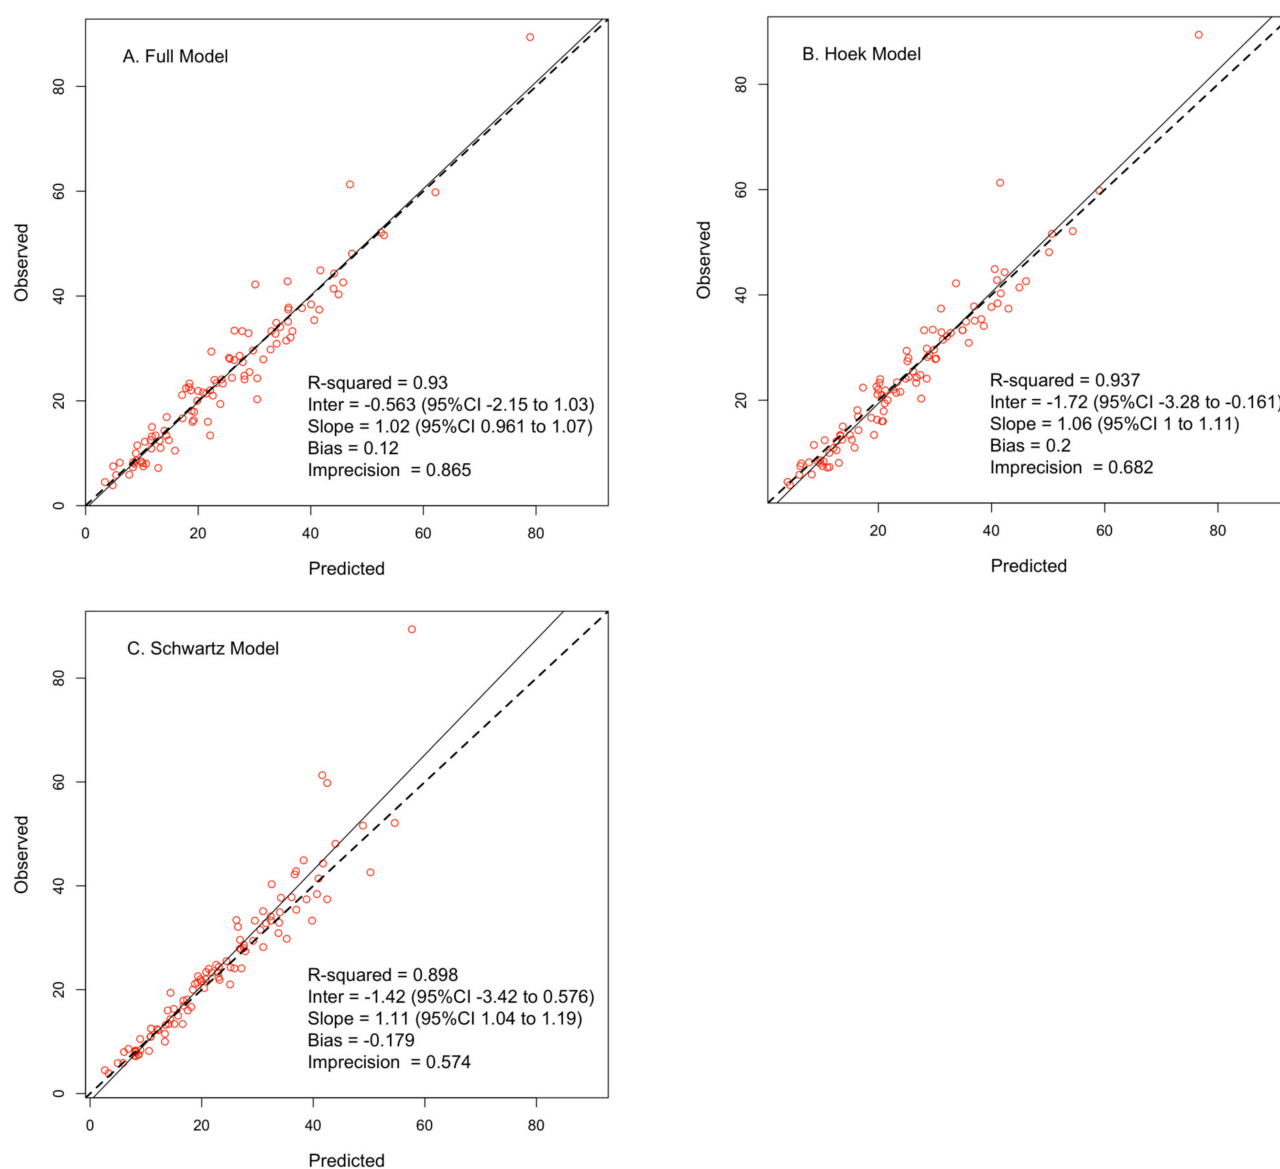 A. Full Model
Observed
80
60
40
20
0
R-squared = 0.93
Inter = -0.563 (95%CI -2.15 to 1.03)
Slope = 1.02 (95%CI 0.961 to 1.07)
Bias = 0.12
Imprecision = 0.865
0 20 40 60 80
Predicted
B. Hoek Model
Observed
80
60
40
20
R-squared = 0.937
Inter = -1.72 (95%CI -3.28 to -0.161)
Slope = 1.06 (95%CI 1 to 1.11)
Bias = 0.2
Imprecision = 0.682
20 40 60 80
Predicted
C. Schwartz Model
Observed
80
60
40
20
0
R-squared = 0.898
Inter = -1.42 (95%CI -3.42 to 0.576)
Slope = 1.11 (95%CI 1.04 to 1.19)
Bias = -0.179
Imprecision = 0.574
0 20 40 60 80
Predicted